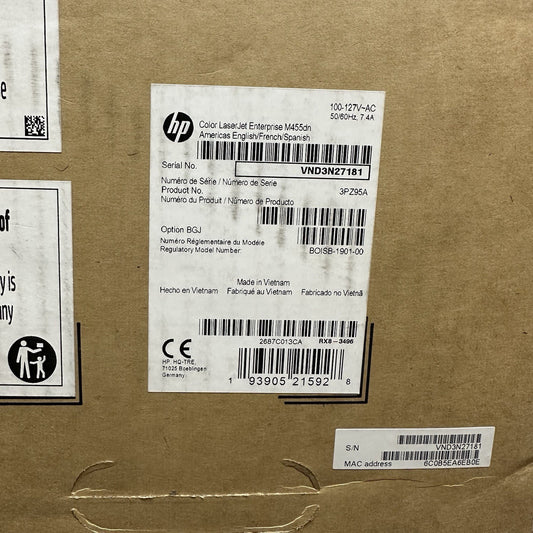 e
of
y is
any
hp
100-127V~AC
50/60Hz, 7.4A
Color LaserJet Enterprise M455dn
Americas English/French/Spanish
Serial No.
VND3N27181
Numéro de Série / Número de Serie
Product No.
3PZ95A
Numéro du Produit / Número de Producto
Option BGJ
Numéro Réglementaire du Modèle
Regulatory Model Number:
BOISB-1901-00
Made in Vietnam
Hecho en Vietnam Fabriqué au Vietnam Fabricado no Vietnã
2687C013CA RX8-3496
CE
HP, HQ-TRE,
71025 Boeblingen
Germany.
1 93905 21592 8
S/N VND3N27181
MAC address 6C0B5EA6EB0E